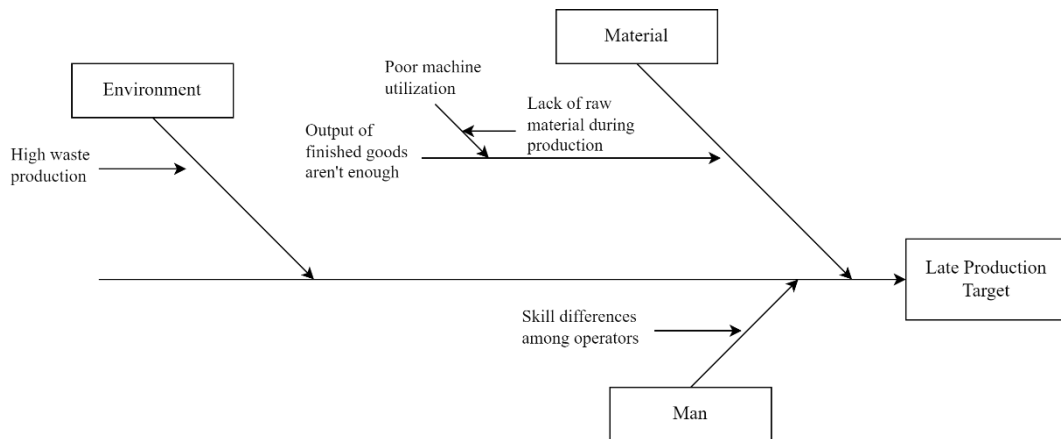 Material
Environment
Poor machine
utilization
Lack of raw
material during
production
Output of
finished goods
aren't enough
High waste
production
Late Production
Target
Skill differences
among operators
Man